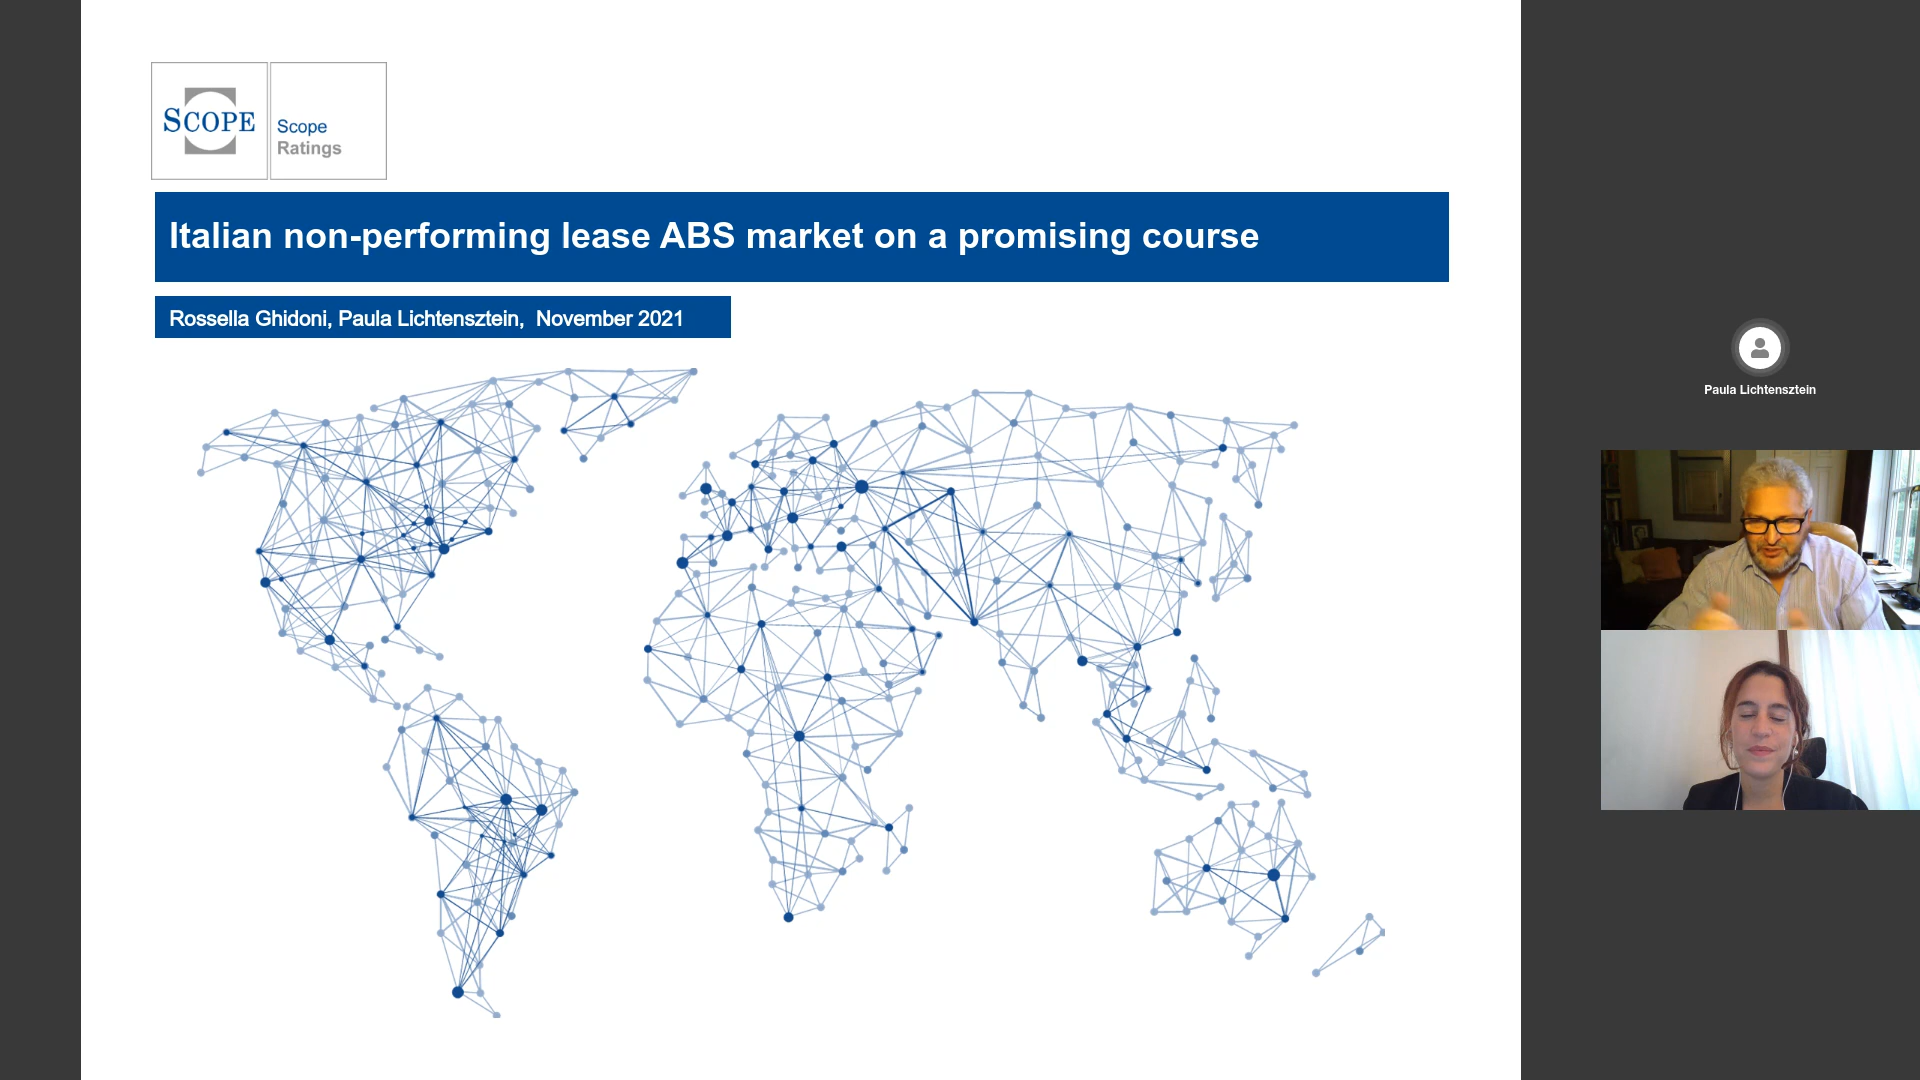 SCOPE
Scope
Ratings
Italian non-performing lease ABS market on a promising course
Rossella Ghidoni, Paula Lichtensztein,  November 2021
Paula Lichtensztein